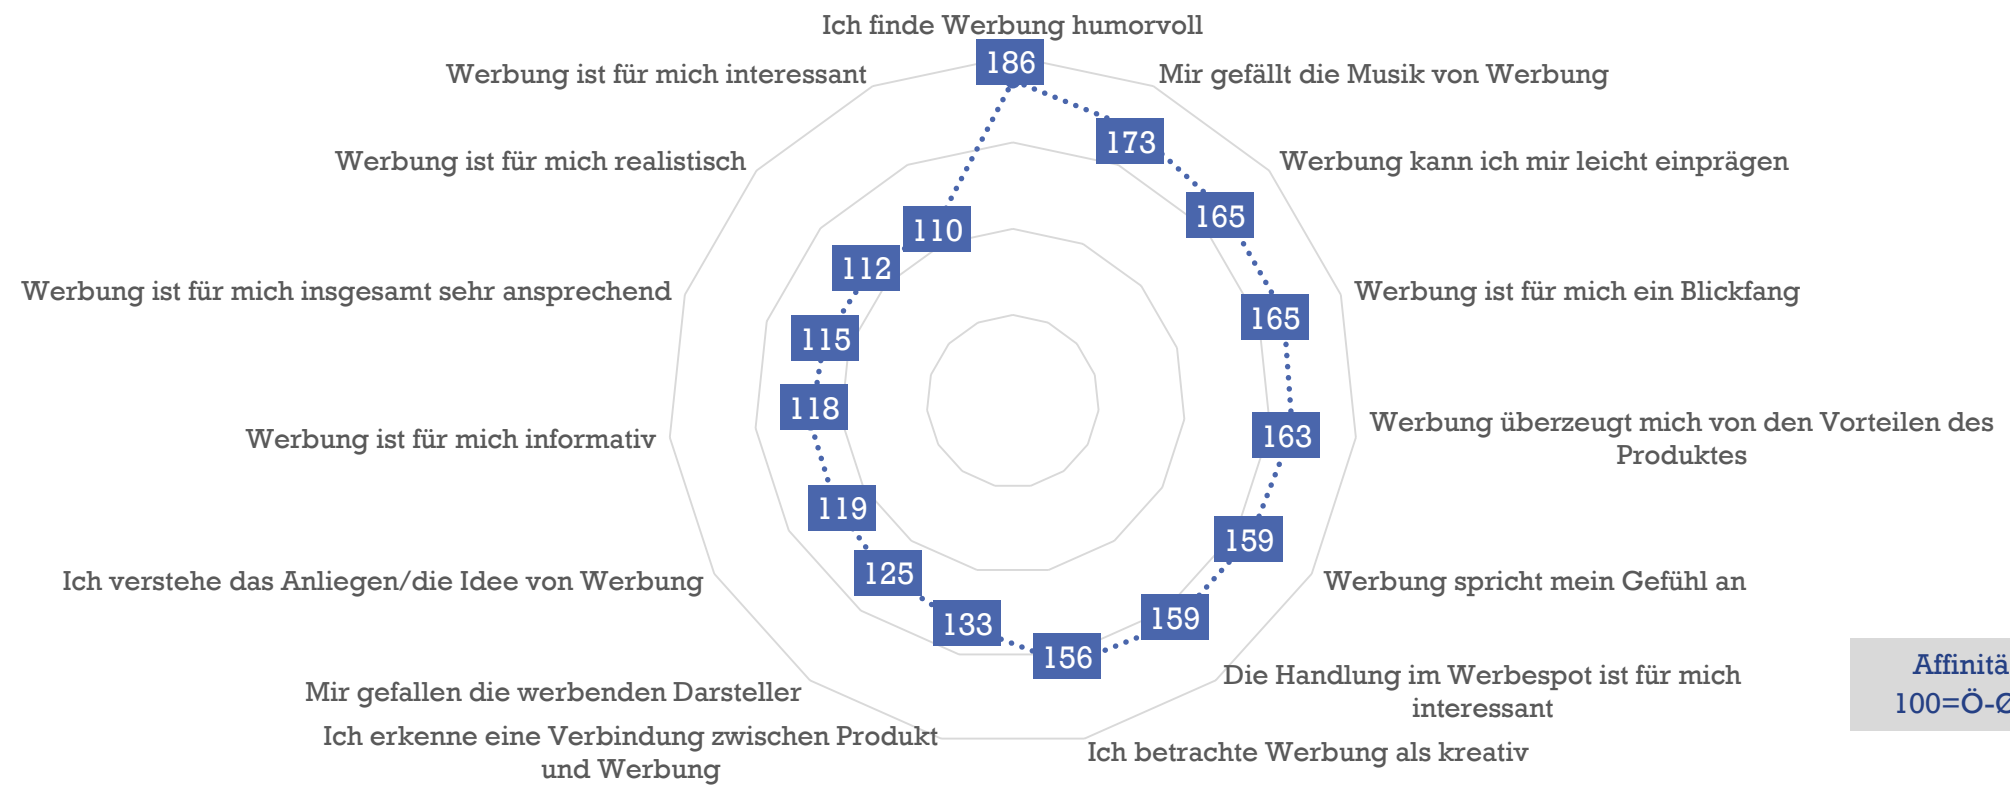 Ich finde Werbung humorvoll
186
Mir gefällt die Musik von Werbung
173
Werbung kann ich mir leicht einprägen
165
Werbung ist für mich ein Blickfang
165
Werbung überzeugt mich von den Vorteilen des
Produktes
163
Werbung spricht mein Gefühl an
159
Die Handlung im Werbespot ist für mich
interessant
159
Ich betrachte Werbung als kreativ
156
Ich erkenne eine Verbindung zwischen Produkt
und Werbung
133
Mir gefallen die werbenden Darsteller
125
Ich verstehe das Anliegen/die Idee von Werbung
119
Werbung ist für mich informativ
118
Werbung ist für mich insgesamt sehr ansprechend
115
Werbung ist für mich realistisch
112
Werbung ist für mich interessant
110
Affinitä
100=Ö-Ø